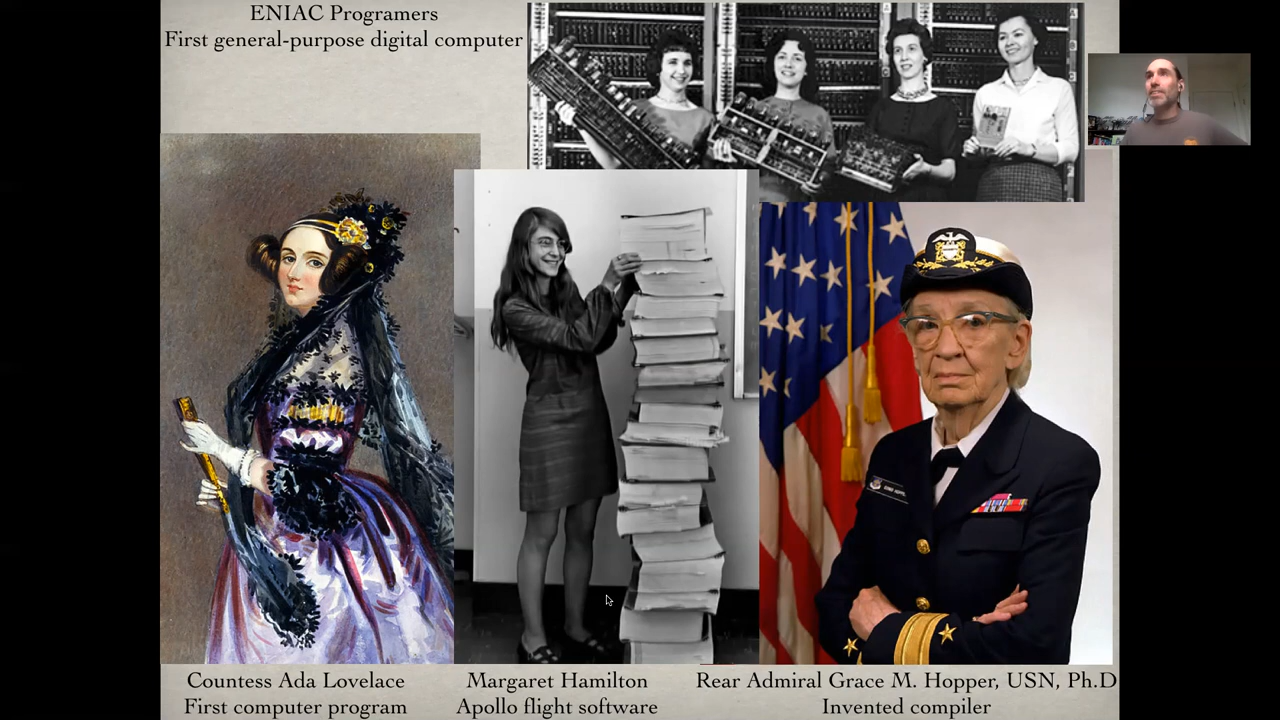 ENIAC Programers
First general-purpose digital computer
Countess Ada Lovelace
First computer program
Margaret Hamilton
Apollo flight software
Rear Admiral Grace M. Hopper, USN, Ph.D
Invented compiler